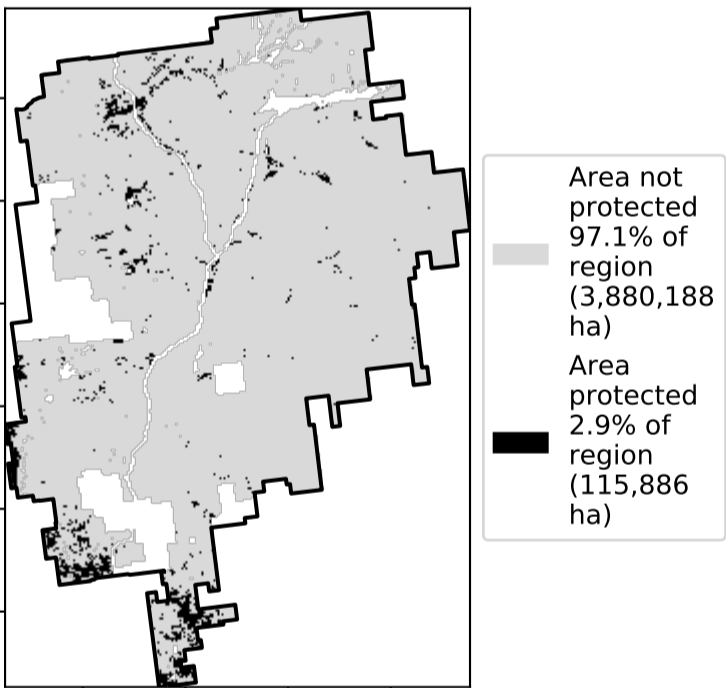 Area not
protected
97.1% of
region
(3,880,188
ha)
Area
protected
2.9% of
region
(115,886
ha)